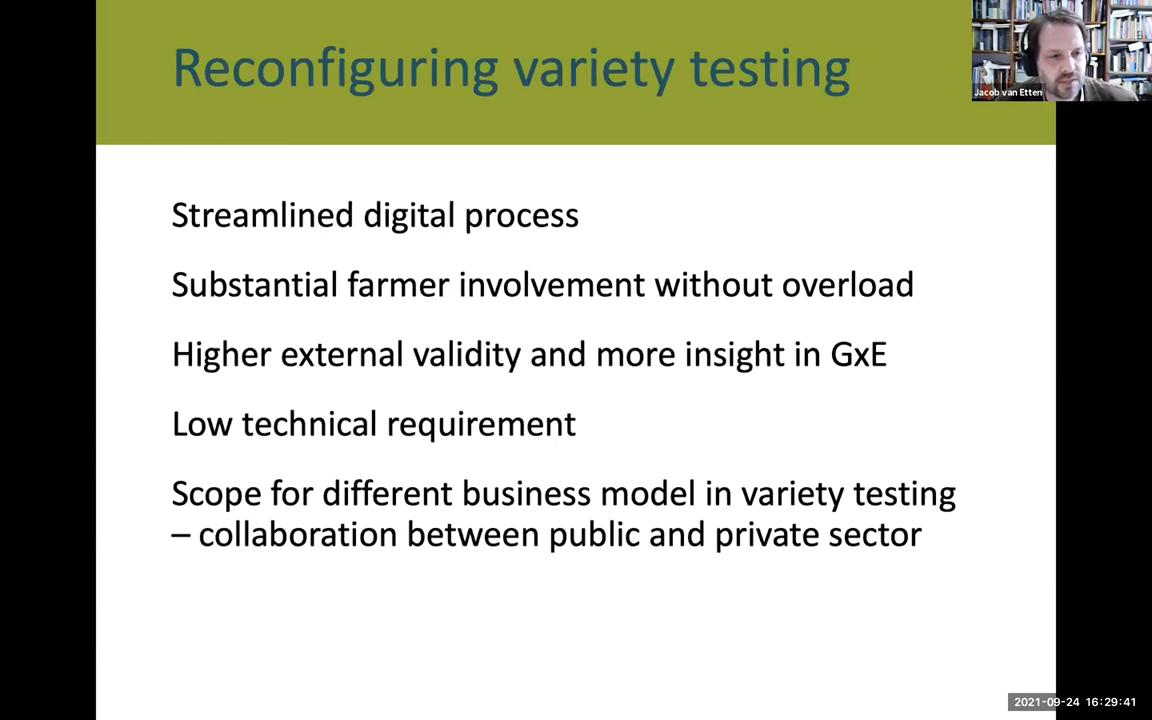 Reconfiguring variety testing
Jacob van Etten
Streamlined digital process
Substantial farmer involvement without overload
Higher external validity and more insight in GxE
Low technical requirement
Scope for different business model in variety testing
– collaboration between public and private sector
2021-09-24 16:29:41